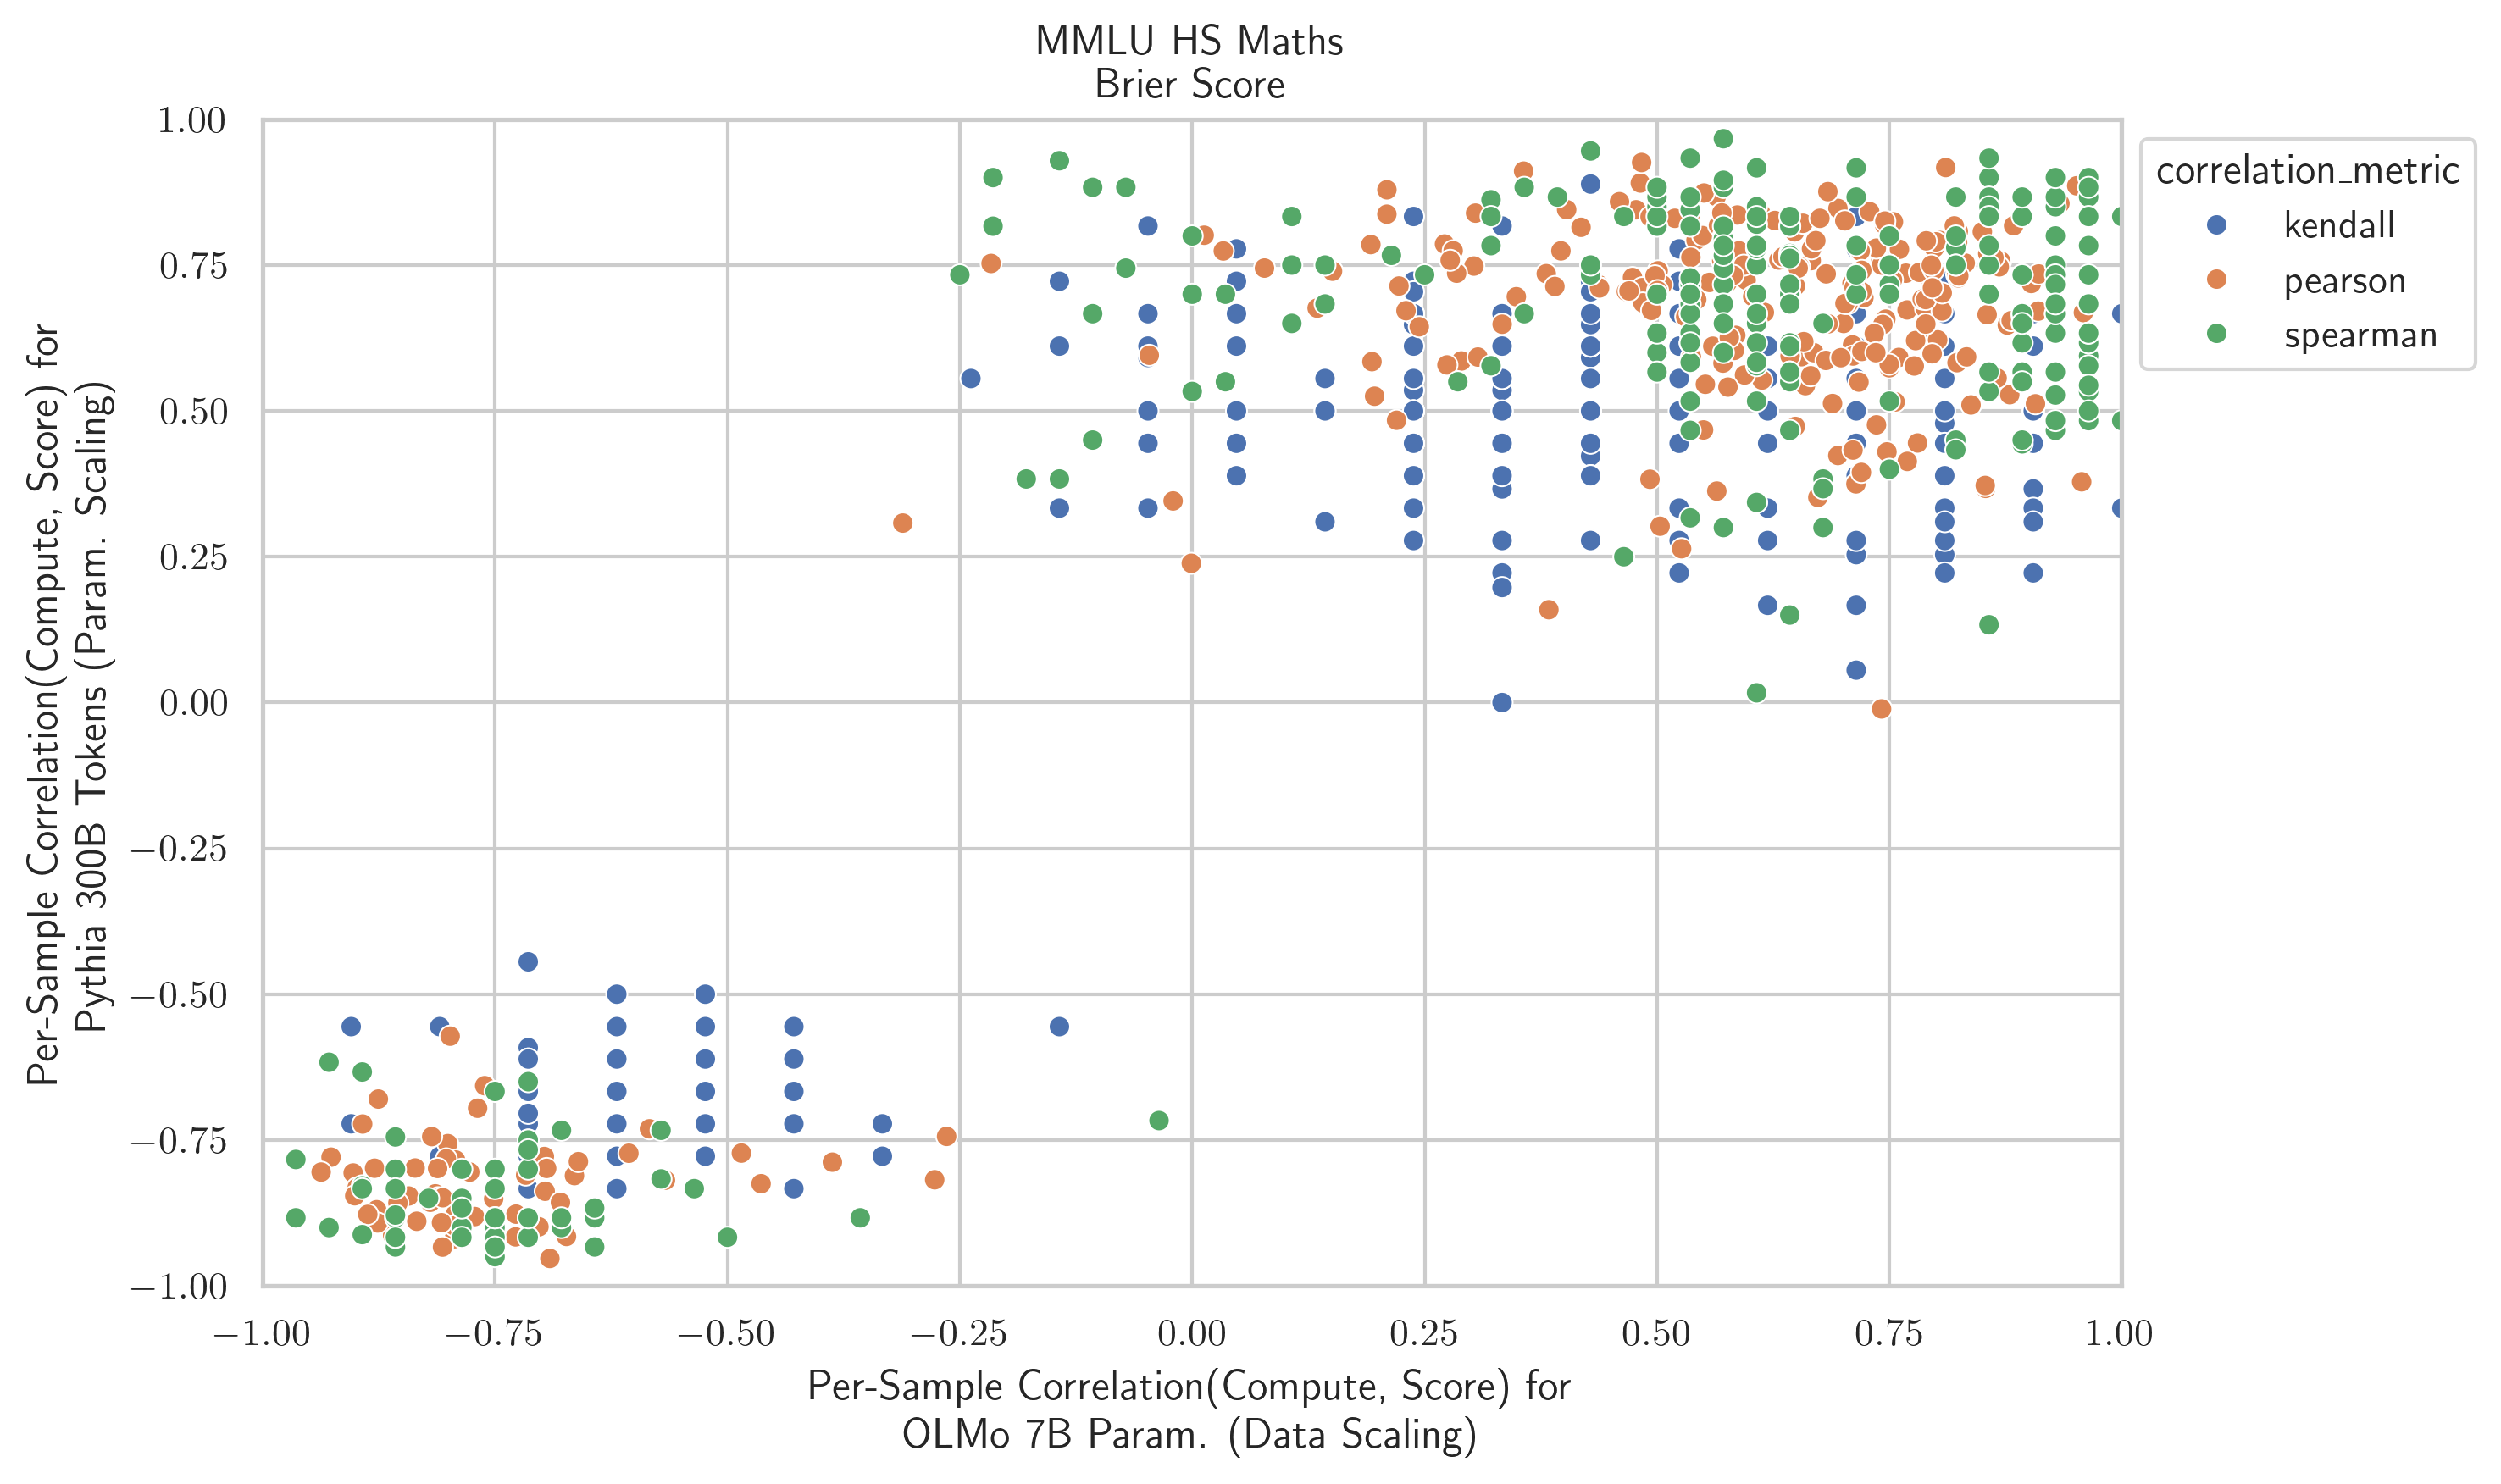 MMLU HS Maths
Brier Score
Per-Sample Correlation(Compute, Score) for
Pythia 300B Tokens (Param. Scaling)
1.00
0.75
0.50
0.25
0.00
−0.25
−0.50
−0.75
−1.00
−1.00 −0.75 −0.50 −0.25 0.00 0.25 0.50 0.75 1.00
Per-Sample Correlation(Compute, Score) for
OLMo 7B Param. (Data Scaling)
correlation_metric
kendall
pearson
spearman